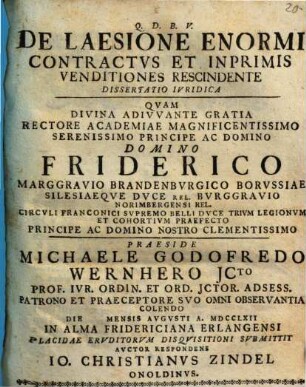 20.
Q. D. B. V.
DE LAESIONE ENORMI
CONTRACTVS ET INPRIMIS
VENDITIONES RESCINDENTE
DISSERTATIO IVRIDICA
QVAM
DIVINA ADIVVANTE GRATIA
RECTORE ACADEMIAE MAGNIFICENTISSIMO
SERENISSIMO PRINCIPE AC DOMINO
DOMINO
FRIDERICO
MARGGRAVIO BRANDENBVRGICO BORVSSIAE
SILESIAEQVE DVCE REL. BVRGGRAVIO
NORIMBERGENSI REL.
CIRCVLI FRANCONICI SVPREMO BELLI DVCE TRIVM LEGIONVM
ET COHORTIVM PRAEFECTO
PRINCIPE AC DOMINO NOSTRO CLEMENTISSIMO
PRAESIDE
MICHAELE GODOFREDO
WERNHERO JCTO
PROF. IVR. ORDIN. ET ORD. JCTOR. ADSESS.
PATRONO ET PRAECEPTORE SVO OMNI OBSERVANTIA
COLENDO
DIE MENSIS AVGVSTI A. MDCCLXII
IN ALMA FRIDERICIANA ERLANGENSI
PLACIDAE ERVDITORVM DISQVISITIONI SVBMITTIT
AVCTOR RESPONDENS
IO. CHRISTIANVS ZINDEL
ONOLDINVS.